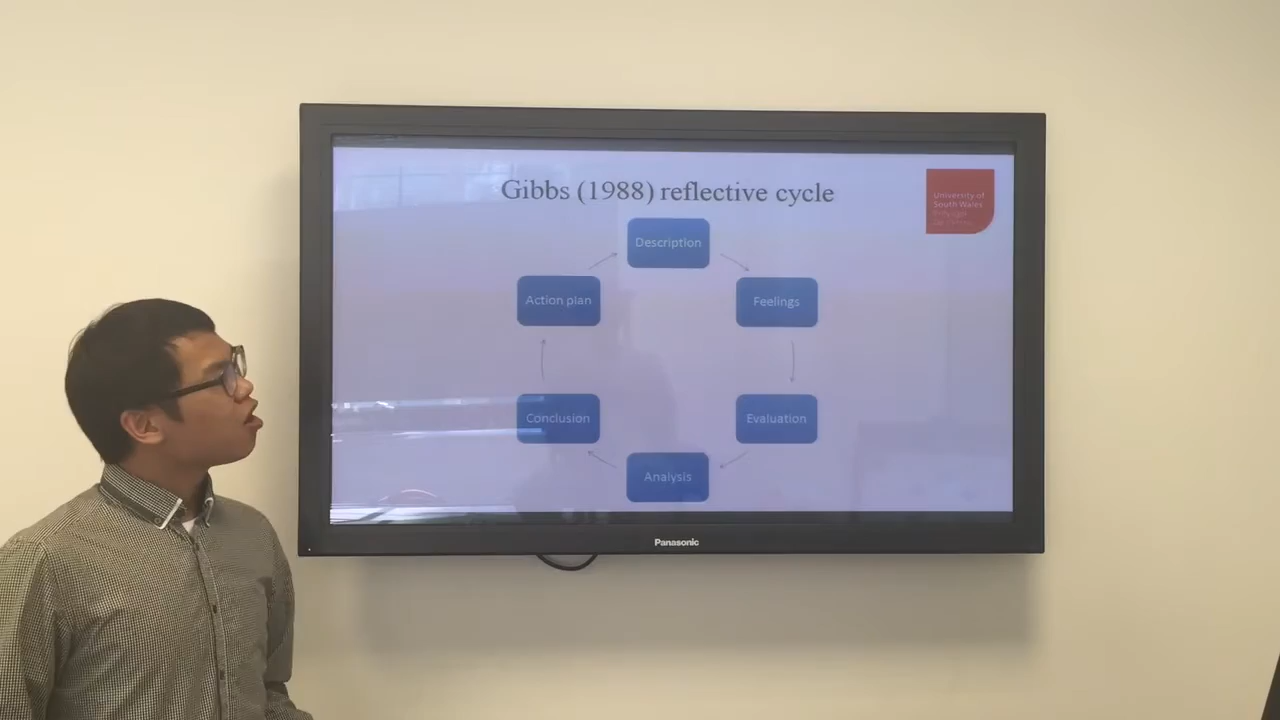 Gibbs (1988) reflective cycle
University of
South Wales
Description
Action plan
Feelings
Conclusion
Evaluation
Analysis
Panasonic